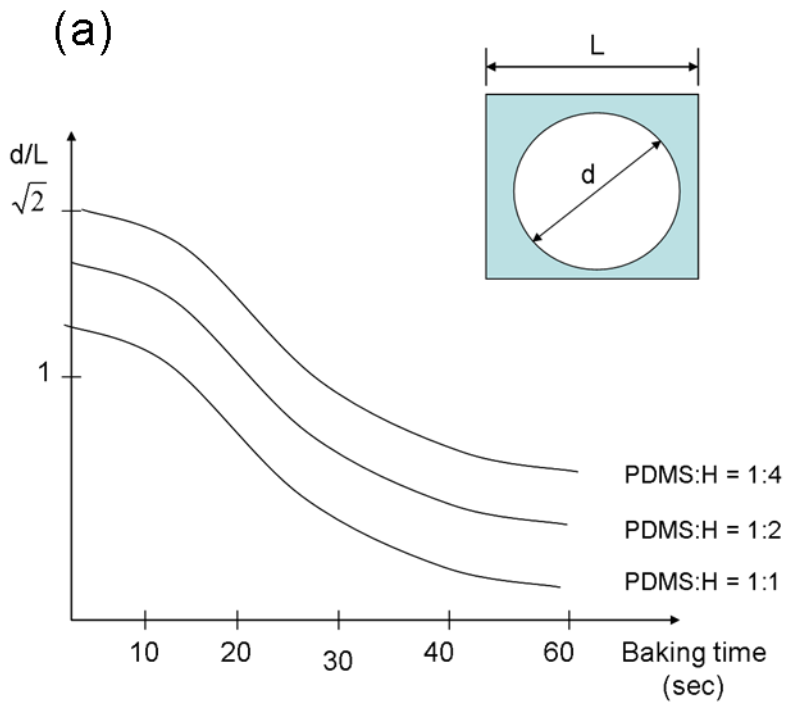 (a)
L
d/L
√2
d
1
PDMS:H = 1:4
PDMS:H = 1:2
PDMS:H = 1:1
10 20 30 40 60 Baking time
(sec)